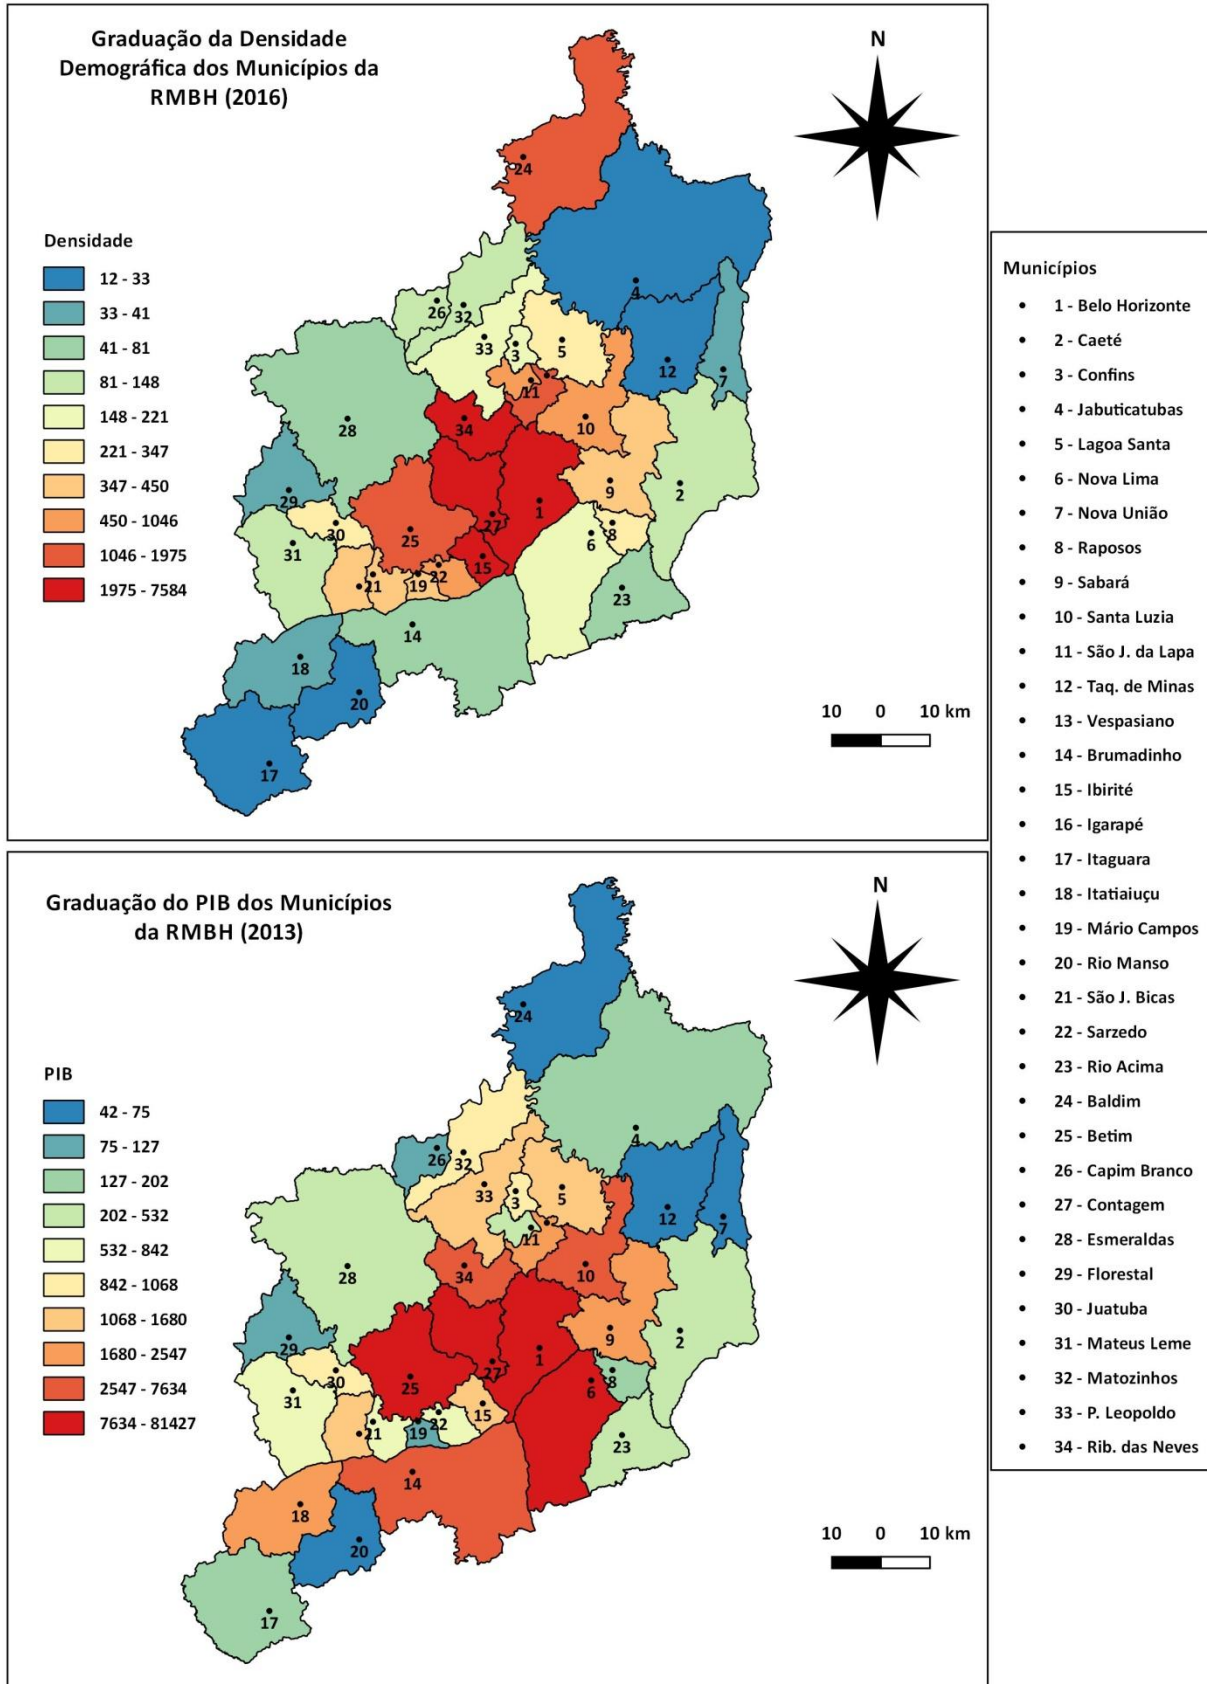 Graduação da Densidade
Demográfica dos Municípios da
RMBH (2016)
N
Densidade
12 - 33
33 - 41
41 - 81
81 - 148
148 - 221
221 - 347
347 - 450
450 - 1046
1046 - 1975
1975 - 7584
24
4
26
32
33
3
5
12
7
11
28
34
10
29
9
2
1
27
30
25
8
6
31
15
22
21
19
23
14
18
20
17
10 0 10 km
Municípios
• 1 - Belo Horizonte
• 2 - Caeté
• 3 - Confins
• 4 - Jabuticatubas
• 5 - Lagoa Santa
• 6 - Nova Lima
• 7 - Nova União
• 8 - Raposos
• 9 - Sabará
• 10 - Santa Luzia
• 11 - São J. da Lapa
• 12 - Taq. de Minas
• 13 - Vespasiano
• 14 - Brumadinho
• 15 - Ibirité
• 16 - Igarapé
• 17 - Itaguara
• 18 - Itatiaiuçu
• 19 - Mário Campos
• 20 - Rio Manso
• 21 - São J. Bicas
• 22 - Sarzedo
• 23 - Rio Acima
• 24 - Baldim
• 25 - Betim
• 26 - Capim Branco
• 27 - Contagem
• 28 - Esmeraldas
• 29 - Florestal
• 30 - Juatuba
• 31 - Mateus Leme
• 32 - Matozinhos
• 33 - P. Leopoldo
• 34 - Rib. das Neves
Graduação do PIB dos Municípios
da RMBH (2013)
N
PIB
42 - 75
75 - 127
127 - 202
202 - 532
532 - 842
842 - 1068
1068 - 1680
1680 - 2547
2547 - 7634
7634 - 81427
24
4
26
32
33
3
5
12
7
11
28
34
10
29
9
2
1
27
30
25
8
6
31
15
22
21
19
23
14
18
20
17
10 0 10 km